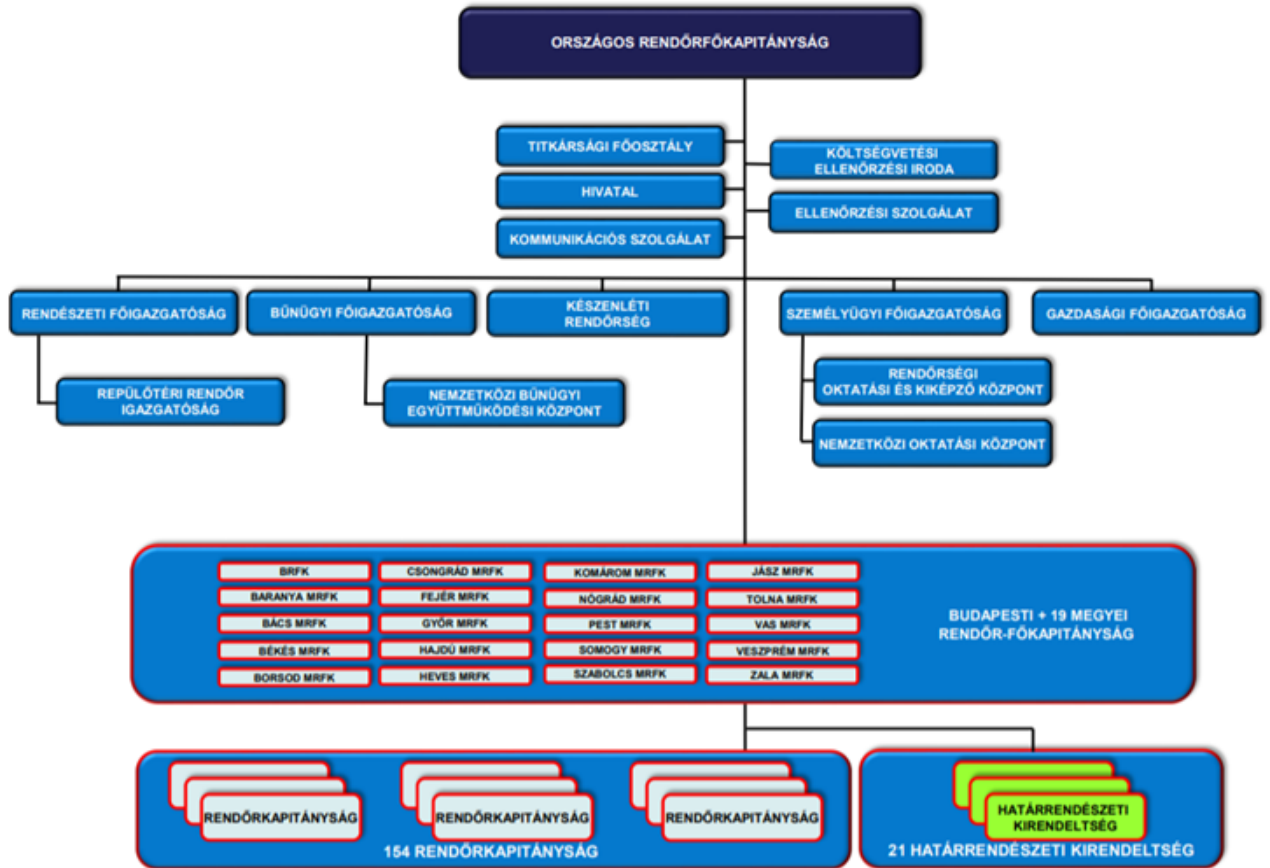 ORSZÁGOS RENDŐRFŐKAPITÁNYSÁG
TITKÁRSÁGI FŐOSZTÁLY
KÖLTSÉGVETÉSI
ELLENŐRZÉSI IRODA
HIVATAL
ELLENŐRZÉSI SZOLGÁLAT
KOMMUNIKÁCIÓS SZOLGÁLAT
RENDÉSZETI FŐIGAZGATÓSÁG
BŰNÜGYI FŐIGAZGATÓSÁG
KÉSZENLÉTI
RENDŐRSÉG
SZEMÉLYÜGYI FŐIGAZGATÓSÁG
GAZDASÁGI FŐIGAZGATÓSÁG
REPÜLŐTÉRI RENDŐR
IGAZGATÓSÁG
NEMZETKÖZI BŰNÜGYI
EGYÜTTMŰKÖDÉSI KÖZPONT
RENDŐRSÉGI
OKTATÁSI ÉS KIKÉPZŐ KÖZPONT
NEMZETKÖZI OKTATÁSI KÖZPONT
BRFK
BARANYA MRFK
BÁCS MRFK
BÉKÉS MRFK
BORSOD MRFK
CSONGRÁD MRFK
FEJÉR MRFK
GYŐR MRFK
HAJDÚ MRFK
HEVES MRFK
KOMÁROM MRFK
NÓGRÁD MRFK
PEST MRFK
SOMOGY MRFK
SZABOLCS MRFK
JÁSZ MRFK
TOLNA MRFK
VAS MRFK
VESZPRÉM MRFK
ZALA MRFK
BUDAPESTI + 19 MEGYEI
RENDŐR-FŐKAPITÁNYSÁG
RENDŐRKAPITÁNYSÁG
RENDŐRKAPITÁNYSÁG
RENDŐRKAPITÁNYSÁG
154 RENDŐRKAPITÁNYSÁG
HATÁRRENDÉSZETI
KIRENDELTSÉG
21 HATÁRRENDÉSZETI KIRENDELTSÉG